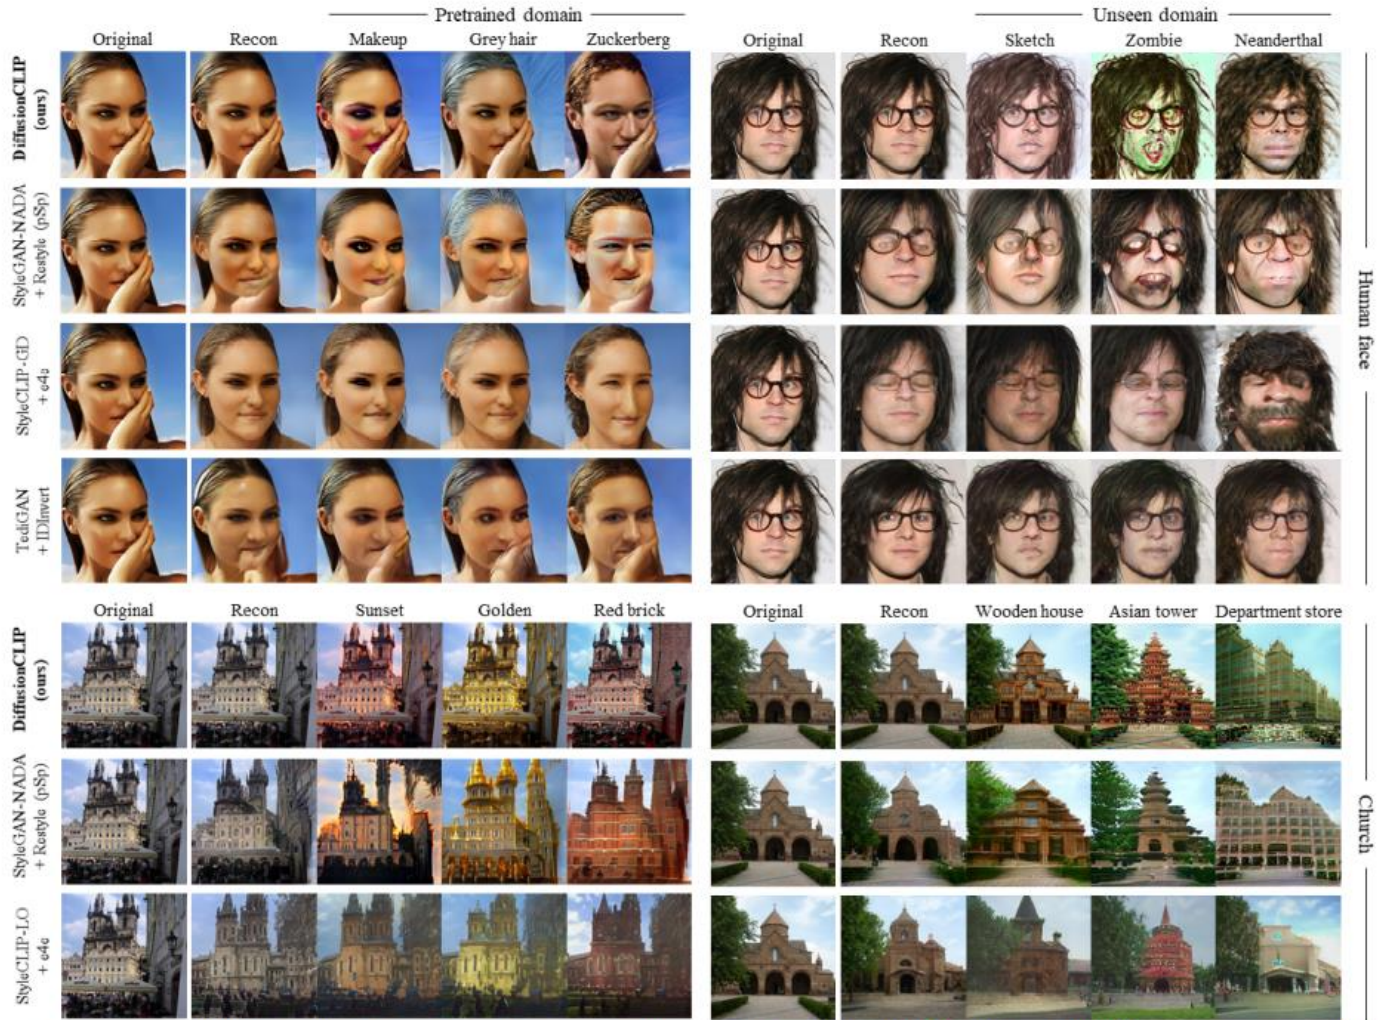 Pretrained domain
Unseen domain
Original Recon Makeup Grey hair Zuckerberg
Original Recon Sketch Zombie Neanderthal
DiffusionCLIP
(ours)
StyleGAN-NADA
+ Restyle (pSp)
StyleCLIP-GD
+ e4e
TediGAN
+ IDInvert
Human face
Original Recon Sunset Golden Red brick
Original Recon Wooden house Asian tower Department store
DiffusionCLIP
(ours)
StyleGAN-NADA
+ Restyle (pSp)
StyleCLIP-LO
+ e4e
Church